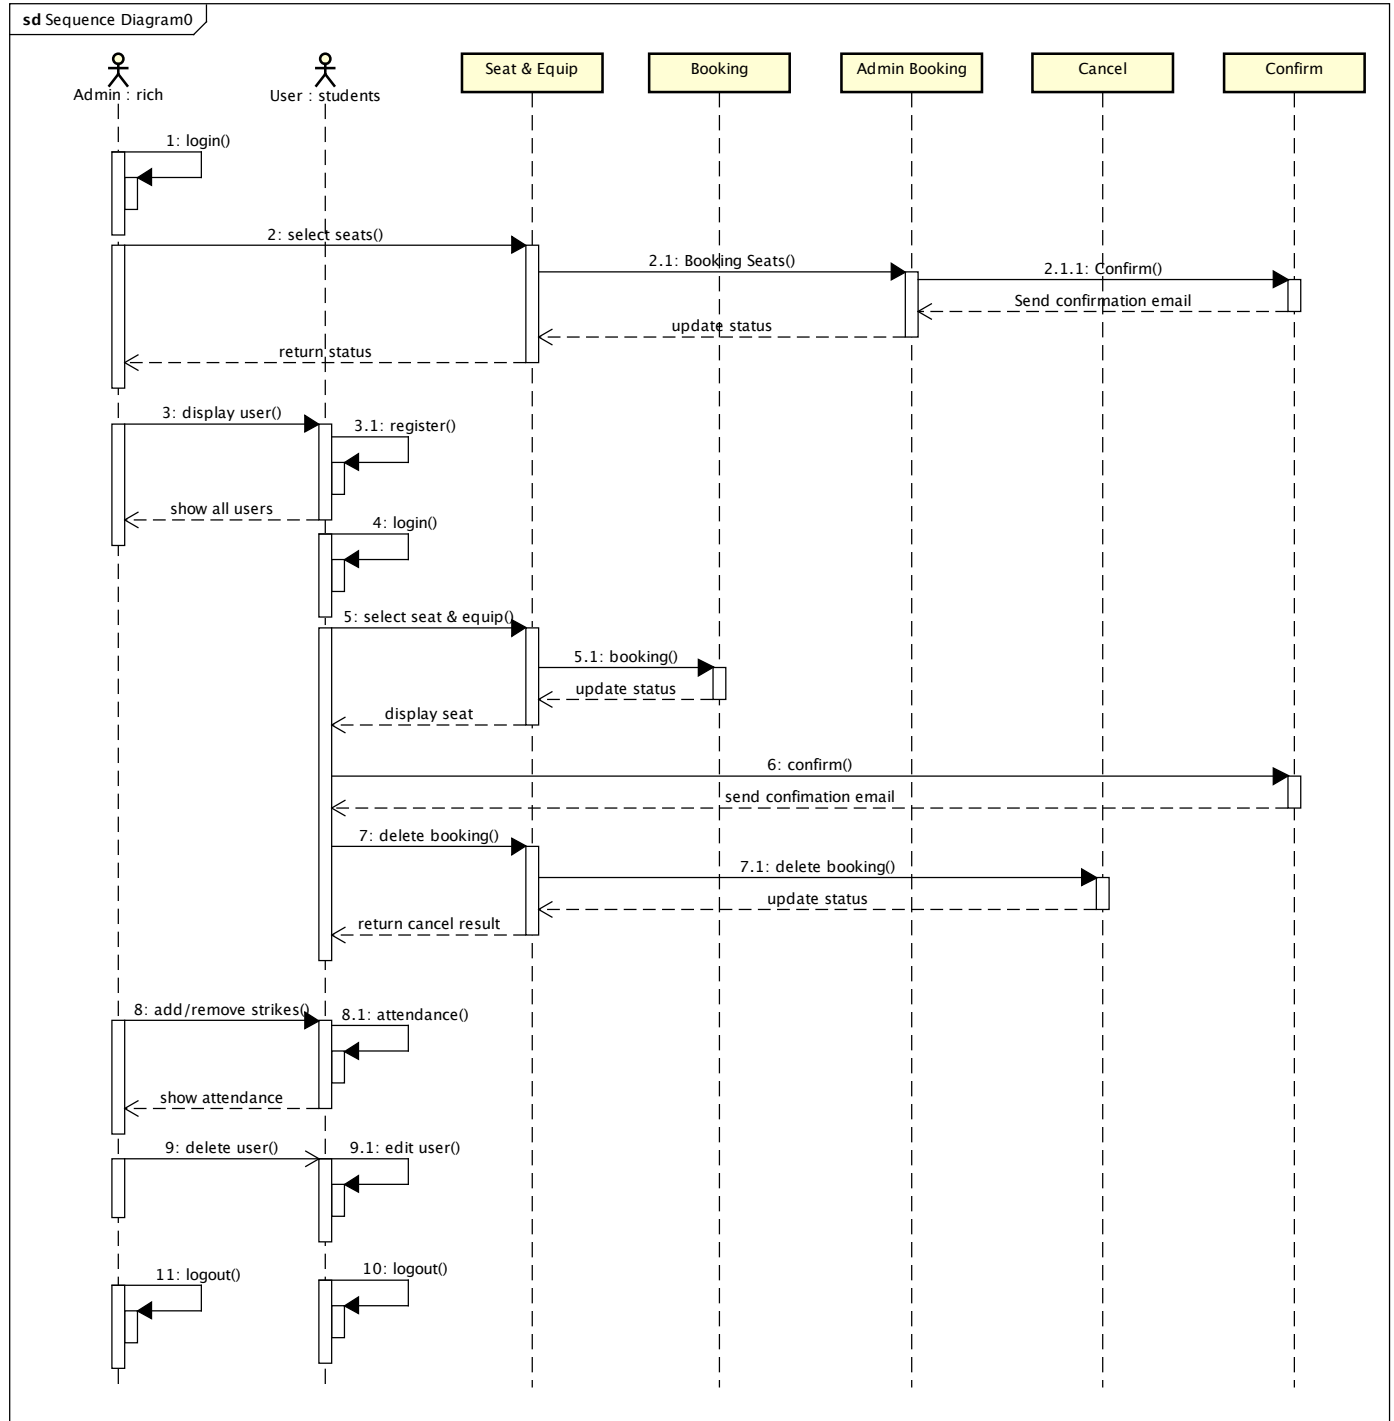 sd Sequence Diagram0
Admin : rich
User : students
Seat & Equip
Booking
Admin Booking
Cancel
Confirm
1: login()
2: select seats()
2.1: Booking Seats()
2.1.1: Confirm()
Send confirmation email
update status
return status
3: display user()
3.1: register()
show all users
4: login()
5: select seat & equip()
5.1: booking()
update status
display seat
6: confirm()
send confimation email
7: delete booking()
7.1: delete booking()
update status
return cancel result
8: add/remove strikes()
8.1: attendance()
show attendance
9: delete user()
9.1: edit user()
11: logout()
10: logout()